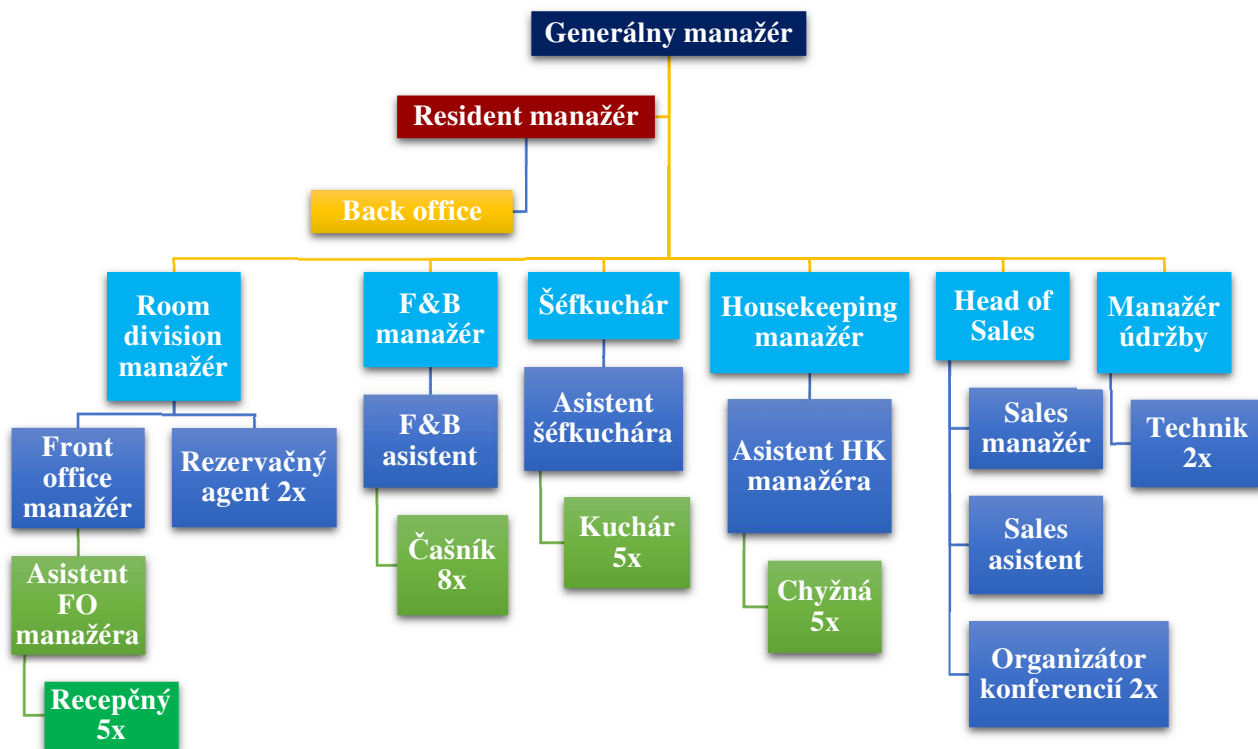 Generálny manažér
Resident manažér
Back office
Room
division
manažér
F&B
manažér
Šéfkuchár
Housekeeping
manažér
Head of
Sales
Manažér
údržby
Front
office
manažér
Rezervačný
agent 2x
F&B
asistent
Asistent
šéfkuchára
Asistent HK
manažéra
Sales
manažér
Technik
2x
Asistent
FO
manažéra
Čašník
8x
Kuchár
5x
Chyžná
5x
Sales
asistent
Recepčný
5x
Organizátor
konferencií 2x